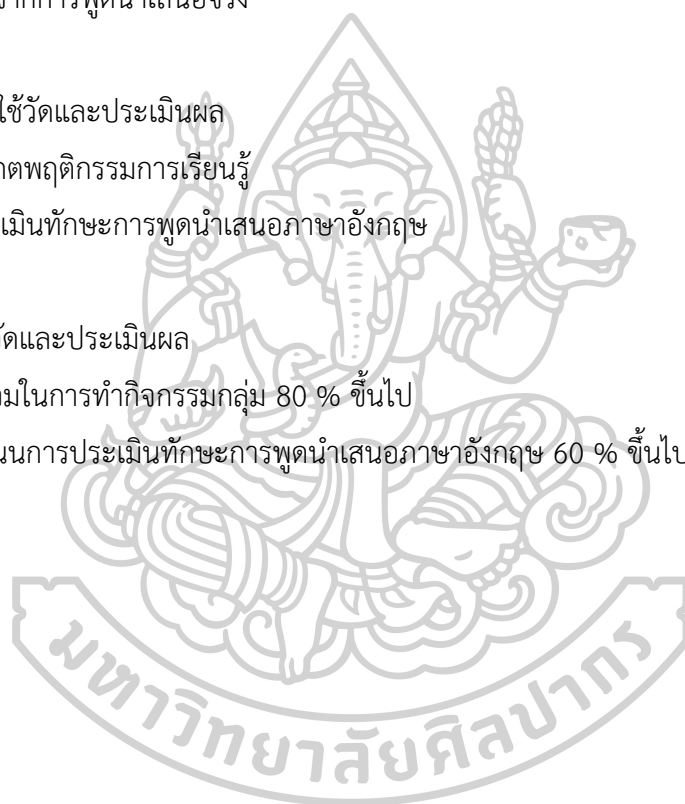 จากการพูดนำเสนอจริง
ใช้วัดและประเมินผล
พฤติกรรมการเรียนรู้
เมินทักษะการพูดนำเสนอภาษาอังกฤษ
วัดและประเมินผล
มในการทำกิจกรรมกลุ่ม 80 % ขึ้นไป
นนการประเมินทักษะการพูดนำเสนอภาษาอังกฤษ 60 % ขึ้นไป
มหาวิทยาลัยศิลปากร